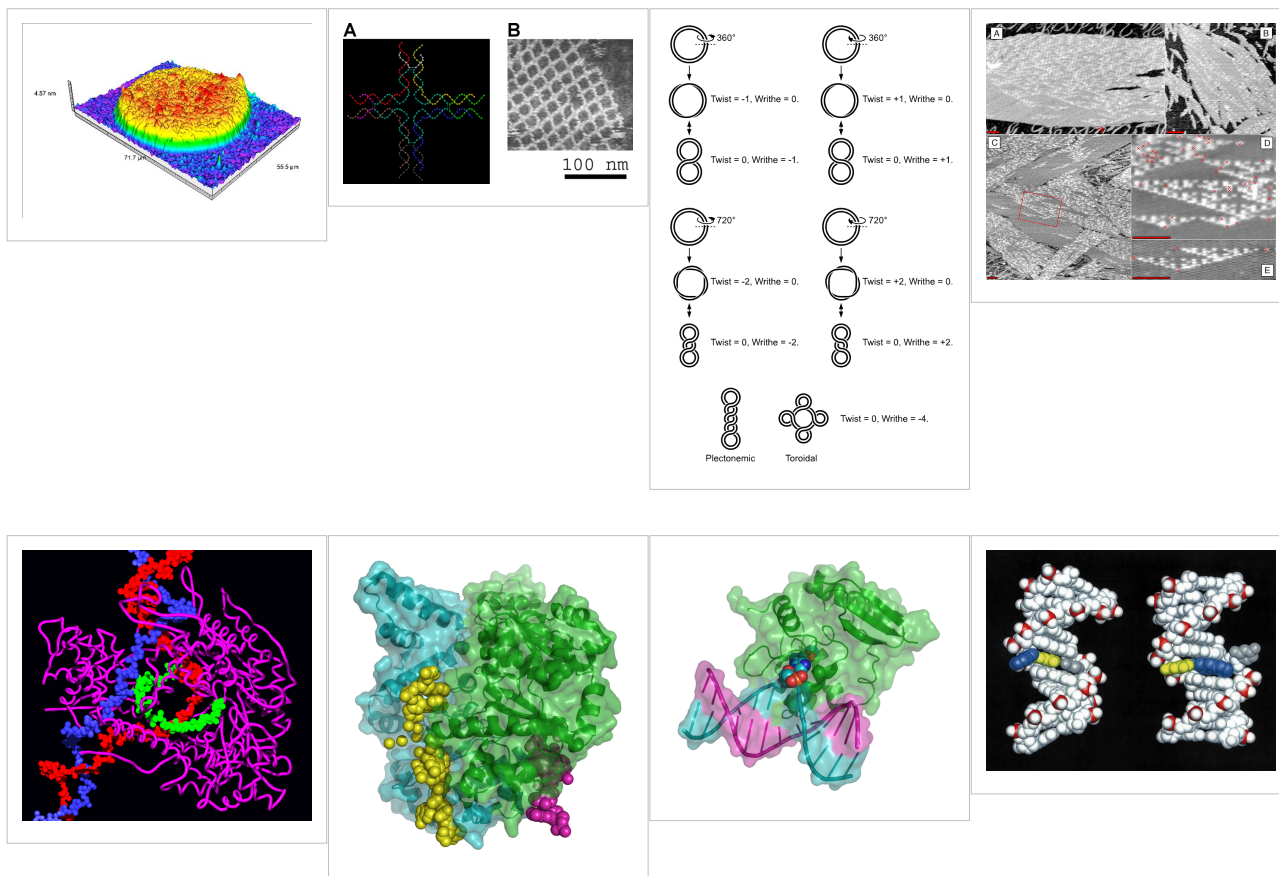 4.57 nm
71.7 µm
55.5 µm
A
B
100 nm
360°
360°
Twist = -1, Writhe = 0.
Twist = +1, Writhe = 0.
Twist = 0, Writhe = -1.
Twist = 0, Writhe = +1.
720°
720°
Twist = -2, Writhe = 0.
Twist = +2, Writhe = 0.
Twist = 0, Writhe = -2.
Twist = 0, Writhe = +2.
Twist = 0, Writhe = -4.
Plectonemic
Toroidal
A
B
C
D
E